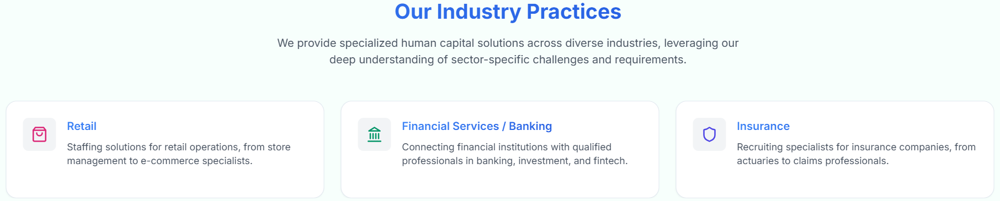 Our Industry Practices
We provide specialized human capital solutions across diverse industries, leveraging our
deep understanding of sector-specific challenges and requirements.
Retail
Staffing solutions for retail operations, from store
management to e-commerce specialists.
Financial Services / Banking
Connecting financial institutions with qualified
professionals in banking, investment, and fintech.
Insurance
Recruiting specialists for insurance companies, from
actuaries to claims professionals.